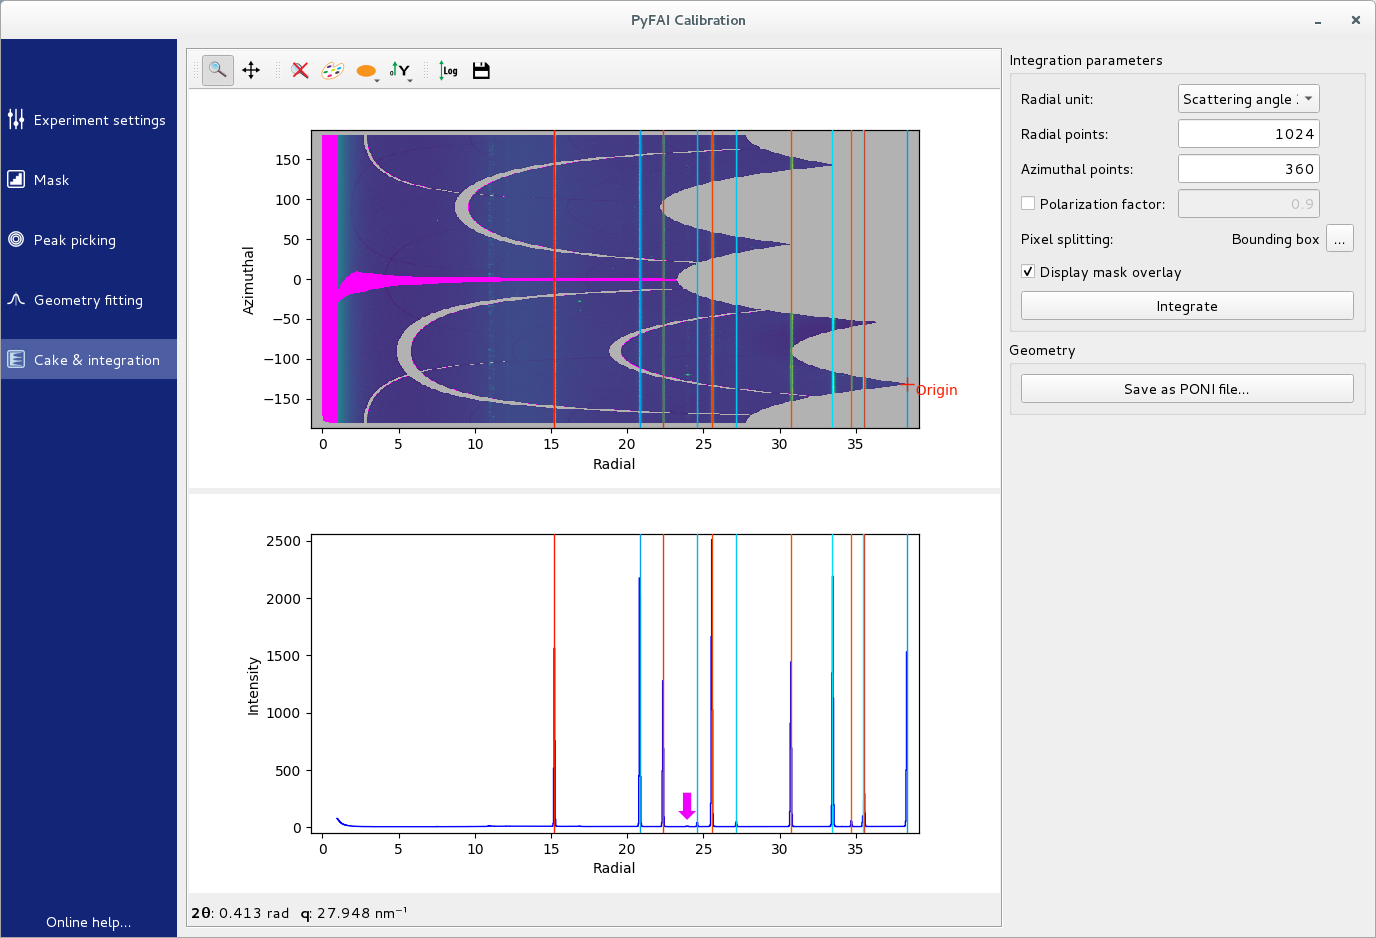 PyFAI Calibration
Experiment settings
Mask
Peak picking
Geometry fitting
Cake & integration
Online help...
Y
Log
Azimuthal
150
100
50
0
−50
−100
−150
Origin
0 5 10 15 20 25 30 35
Radial
Intensity
2500
2000
1500
1000
500
0
0 5 10 15 20 25 30 35
Radial
2θ: 0.413 rad q: 27.948 nm⁻¹
Integration parameters
Radial unit: Scattering angle
Radial points: 1024
Azimuthal points: 360
Polarization factor: 0.9
Pixel splitting: Bounding box ...
Display mask overlay
Integrate
Geometry
Save as PONI file...